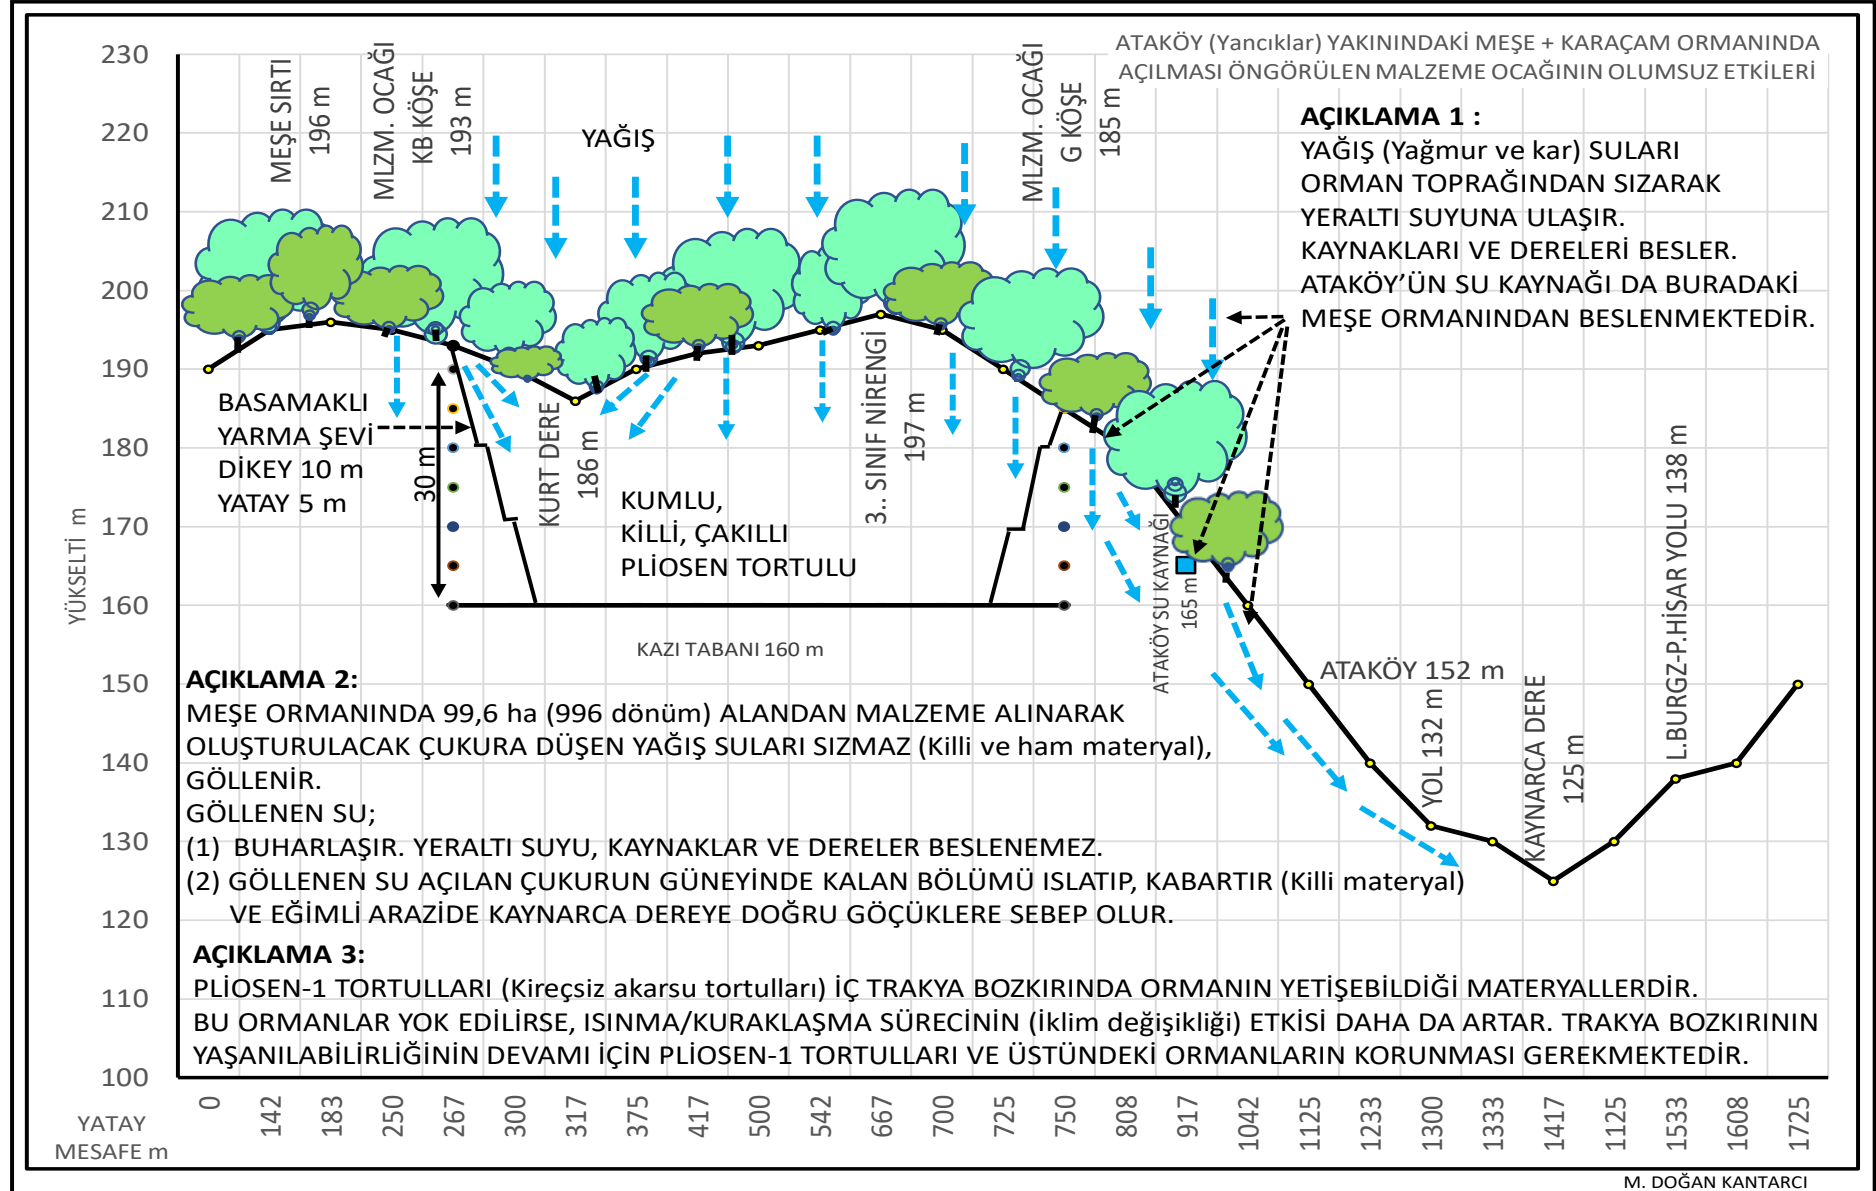 ATAKÖY (Yancıklar) YAKININDAKİ MEŞE + KARAÇAM ORMANINDA
AÇILMASI ÖNGÖRÜLEN MALZEME OCAĞININ OLUMSUZ ETKİLERİ
230
220
210
200
190
180
170
160
150
140
130
120
110
100
YÜKSELTİ m
MEŞE SIRTI
196 m
MLZM. OCAĞI
KB KÖŞE
193 m
YAĞIŞ
MLZM. OCAĞI
G KÖŞE
185 m
AÇIKLAMA 1 :
YAĞIŞ (Yağmur ve kar) SULARI
ORMAN TOPRAĞINDAN SIZARAK
YERALTI SUYUNA ULAŞIR.
KAYNAKLARI VE DERELERİ BESLER.
ATAKÖY'ÜN SU KAYNAĞI DA BURADAKİ
MEŞE ORMANINDAN BESLENMEKTEDİR.
BASAMAKLI
YARMA ŞEVİ
DİKEY 10 m
YATAY 5 m
30 m
KURT DERE
186 m
KUMLU,
KİLLİ, ÇAKILLI
PLİOSEN TORTULU
3.. SINIF NİRENGİ
197 m
ATAKÖY SU KAYNAĞI
165 m
KAZI TABANI 160 m
ATAKÖY 152 m
YOL 132 m
KAYNARCA DERE
125 m
L.BURGZ-P.HİSAR YOLU 138 m
AÇIKLAMA 2:
MEŞE ORMANINDA 99,6 ha (996 dönüm) ALANDAN MALZEME ALINARAK
OLUŞTURULACAK ÇUKURA DÜŞEN YAĞIŞ SULARI SIZMAZ (Killi ve ham materyal),
GÖLLENİR.
GÖLLENEN SU;
(1) BUHARLAŞIR. YERALTI SUYU, KAYNAKLAR VE DERELER BESLENEMEZ.
(2) GÖLLENEN SU AÇILAN ÇUKURUN GÜNEYİNDE KALAN BÖLÜMÜ ISLATIP, KABARTIR (Killi materyal)
VE EĞİMLİ ARAZİDE KAYNARCA DEREYE DOĞRU GÖÇÜKLERE SEBEP OLUR.
AÇIKLAMA 3:
PLİOSEN-1 TORTULLARI (Kireçsiz akarsu tortulları) İÇ TRAKYA BOZKIRINDA ORMANIN YETİŞEBİLDİĞİ MATERYALLERDİR.
BU ORMANLAR YOK EDİLİRSE, ISINMA/KURAKLAŞMA SÜRECİNİN (İklim değişikliği) ETKİSİ DAHA DA ARTAR. TRAKYA BOZKIRININ
YAŞANILABİLİRLİĞİNİN DEVAMI İÇİN PLİOSEN-1 TORTULLARI VE ÜSTÜNDEKİ ORMANLARIN KORUNMASI GEREKMEKTEDİR.
YATAY
MESAFE m
0
142
183
250
267
300
317
375
417
500
542
667
700
725
750
808
917
1042
1125
1233
1300
1333
1417
1125
1533
1608
1725
M. DOĞAN KANTARCI